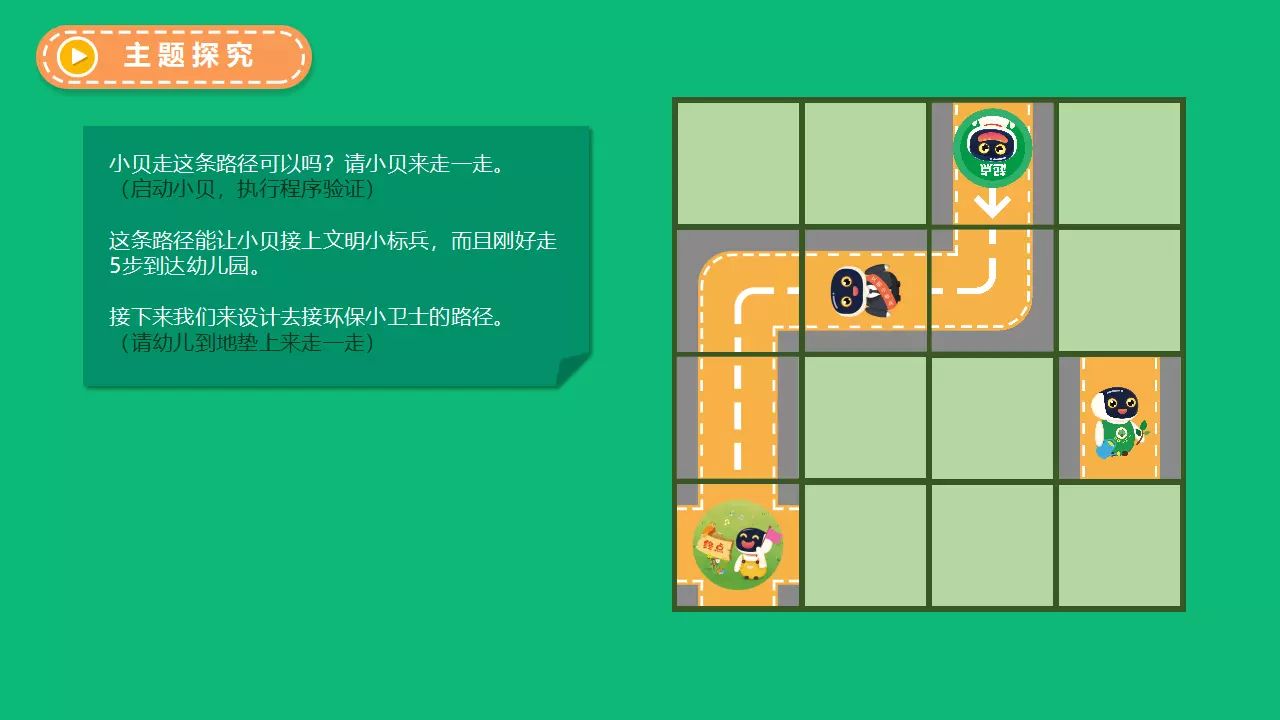 主题探究
小贝走这条路径可以吗？请小贝来走一走。
（启动小贝，执行程序验证）
这条路径能让小贝接上文明小标兵，而且刚好走
5步到达幼儿园。
接下来我们来设计去接环保小卫士的路径。
（请幼儿到地垫上来走一走）
终点